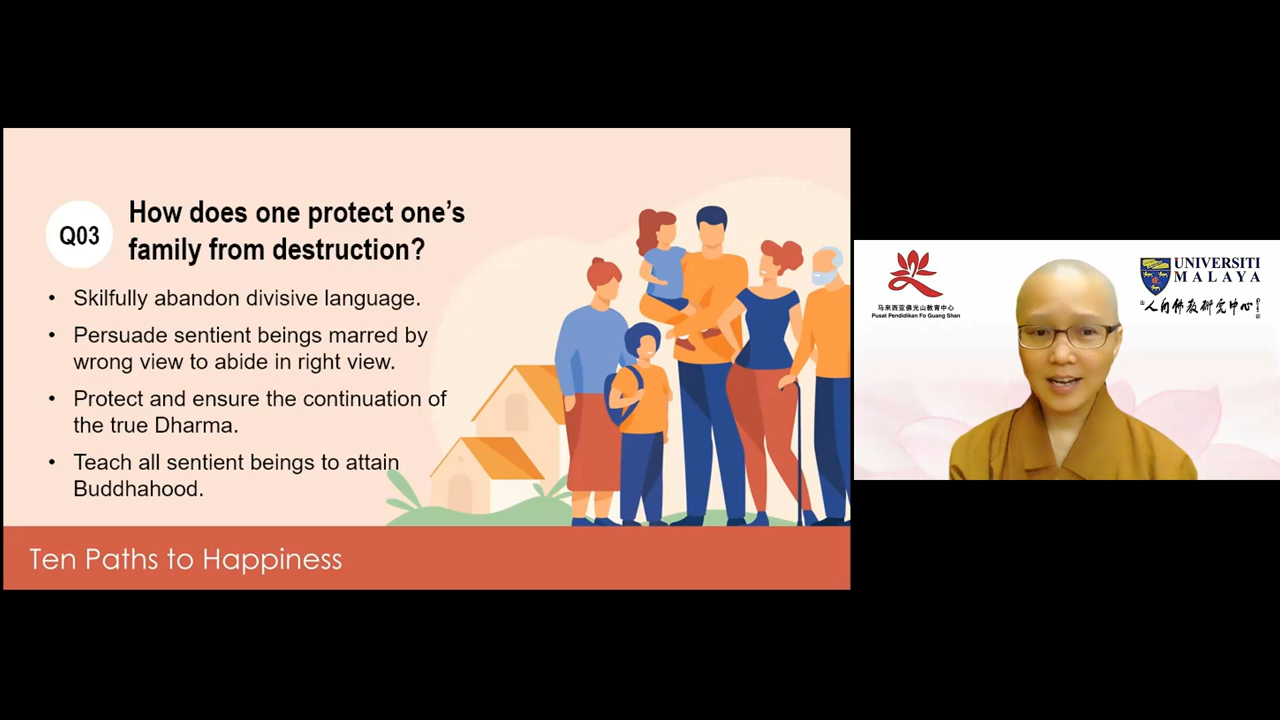 Q03
How does one protect one's
family from destruction?
• Skilfully abandon divisive language.
• Persuade sentient beings marred by
wrong view to abide in right view.
• Protect and ensure the continuation of
the true Dharma.
• Teach all sentient beings to attain
Buddhahood.
Ten Paths to Happiness
马来西亚佛光山教育中心
Pusat Pendidikan Fo Guang Shan
UNIVERSITI
MALAYA
人间佛教研究中心